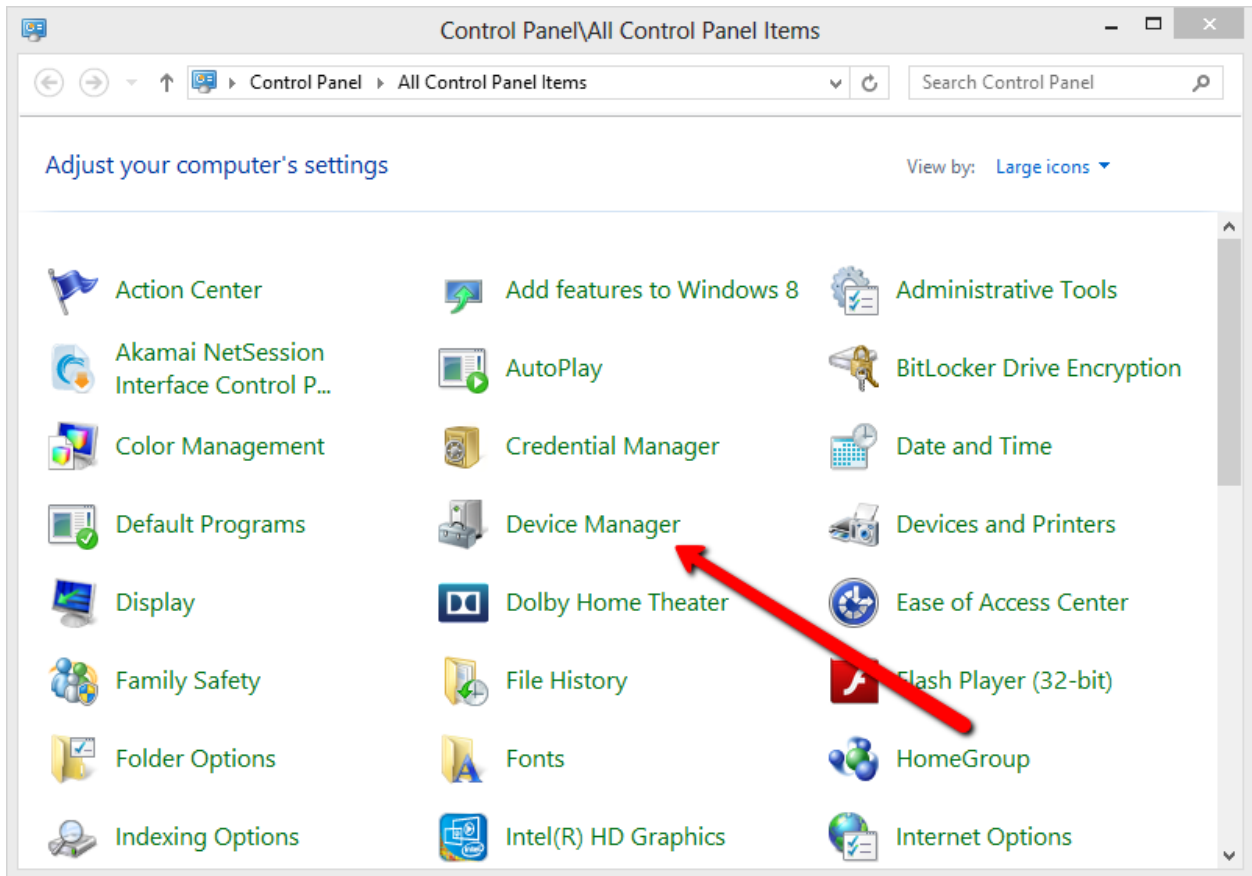 Control Panel\All Control Panel Items
Control Panel All Control Panel Items
Search Control Panel
Adjust your computer's settings
View by: Large icons
Action Center
Add features to Windows 8
Administrative Tools
Akamai NetSession
Interface Control P...
AutoPlay
BitLocker Drive Encryption
Color Management
Credential Manager
Date and Time
Default Programs
Device Manager
Devices and Printers
Display
Dolby Home Theater
Ease of Access Center
Family Safety
File History
Flash Player (32-bit)
Folder Options
Fonts
HomeGroup
Indexing Options
Intel(R) HD Graphics
Internet Options